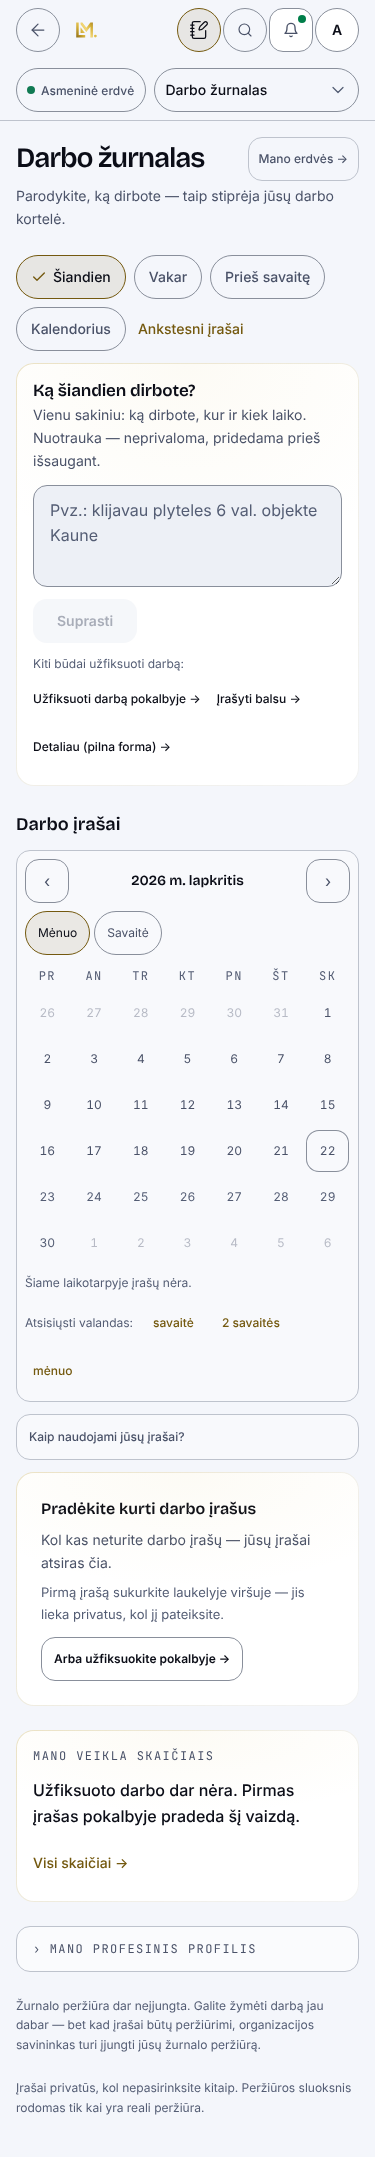 LM.
A
Asmeninė erdvė
Darbo žurnalas
Darbo žurnalas
Mano erdvės →
Parodykite, ką dirbote — taip stiprėja jūsų darbo
kortelė.
Šiandien
Vakar
Prieš savaitę
Kalendorius
Ankstesni įrašai
Ką šiandien dirbote?
Vienu sakiniu: ką dirbote, kur ir kiek laiko.
Nuotrauka — neprivaloma, pridedama prieš
išsaugant.
Pvz.: klijavau plyteles 6 val. objekte
Kaune
Suprasti
Kiti būdai užfiksuoti darbą:
Užfiksuoti darbą pokalbyje →
Įrašyti balsu →
Detaliau (pilna forma) →
Darbo įrašai
‹ 2026 m. lapkritis ›
Mėnuo
Savaitė
PR AN TR KT PN ŠT SK
26 27 28 29 30 31 1
2 3 4 5 6 7 8
9 10 11 12 13 14 15
16 17 18 19 20 21 22
23 24 25 26 27 28 29
30 1 2 3 4 5 6
Šiame laikotarpyje įrašų nėra.
Atsisiųsti valandas: savaitė 2 savaitės
mėnuo
Kaip naudojami jūsų įrašai?
Pradėkite kurti darbo įrašus
Kol kas neturite darbo įrašų — jūsų įrašai
atsiras čia.
Pirmą įrašą sukurkite laukelyje viršuje — jis
lieka privatus, kol jį pateiksite.
Arba užfiksuokite pokalbyje →
MANO VEIKLA SKAIČIAIS
Užfiksuoto darbo dar nėra. Pirmas
įrašas pokalbyje pradeda šį vaizdą.
Visi skaičiai →
› MANO PROFESINIS PROFILIS
Žurnalo peržiūra dar neįjungta. Galite žymėti darbą jau
dabar — bet kad įrašai būtų peržiūrimi, organizacijos
savininkas turi įjungti jūsų žurnalo peržiūrą.
Įrašai privatūs, kol nepasirinksite kitaip. Peržiūros sluoksnis
rodomas tik kai yra reali peržiūra.